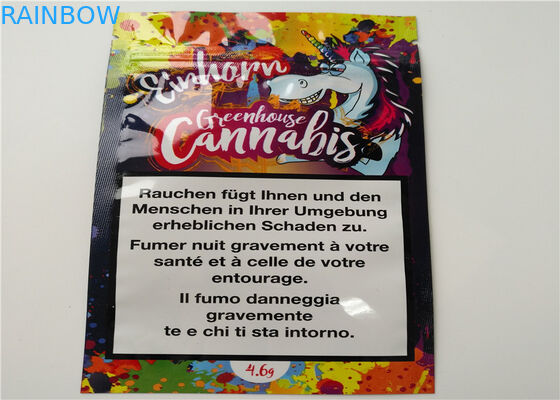 RAINBOW
Einhorn
Greenhouse
Cannabis
Rauchen fügt Ihnen und den
Menschen in Ihrer Umgebung
erheblichen Schaden zu.
Fumer nuit gravement à votre
santé et à celle de votre
entourage.
Il fumo danneggia
gravemente
te e chi ti sta intorno.
4.6g